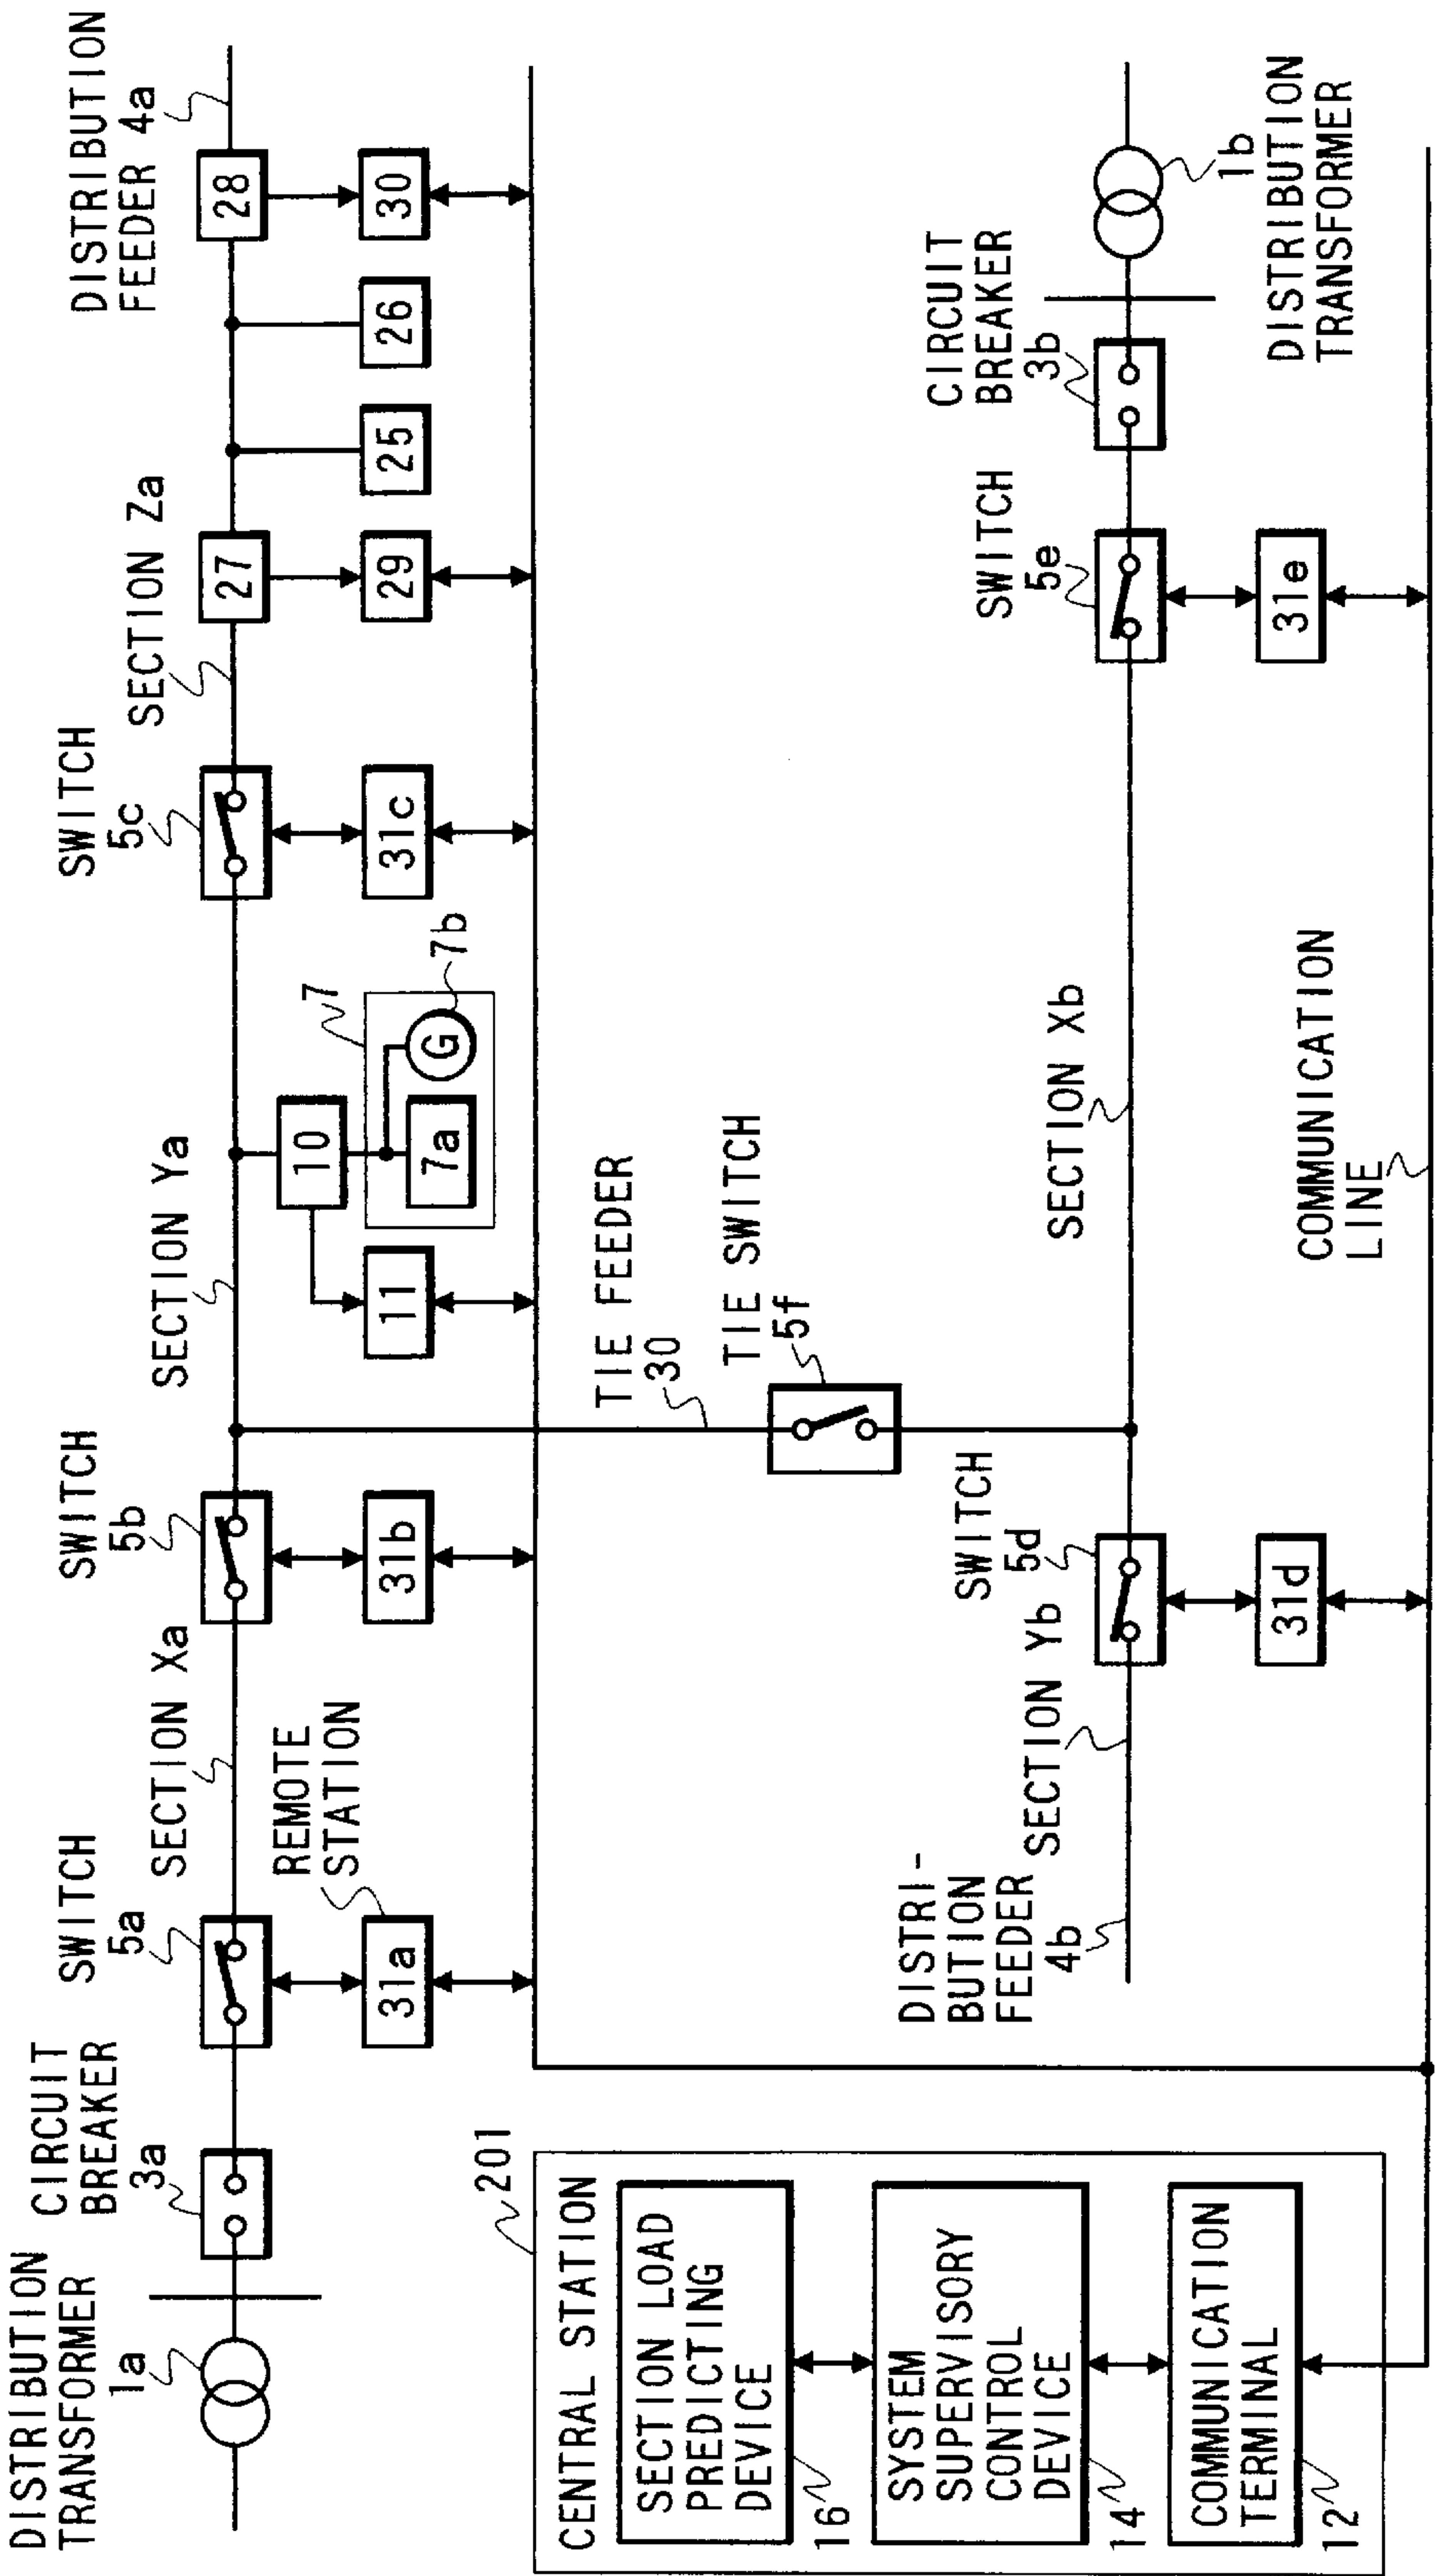 DISTRIBUTION
TRANSFORMER
1a
CIRCUIT
BREAKER
3a
SWITCH
5a
SECTION Xa
SWITCH
5b
SECTION Ya
SWITCH
5c
SECTION Za
DISTRIBUTION
FEEDER 4a
27
28
REMOTE
STATION
31a
31b
11
10
7
7a
G
7b
31c
29
25
26
30
TIE FEEDER
30
TIE SWITCH
5f
CIRCUIT
BREAKER
3b
SWITCH
5e
SWITCH
5d
DISTRI-
BUTION
FEEDER
4b
SECTION Yb
SECTION Xb
1b
DISTRIBUTION
TRANSFORMER
31d
31e
COMMUNICATION
LINE
201
CENTRAL STATION
SECTION LOAD
PREDICTING
DEVICE
16
SYSTEM
SUPERVISORY
CONTROL
DEVICE
14
COMMUNICATION
TERMINAL
12